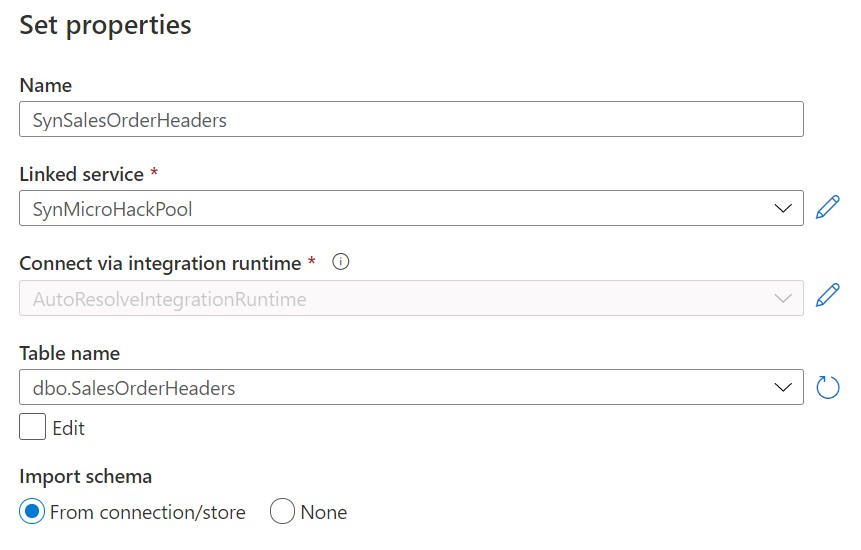 Set properties
Name
SynSalesOrderHeaders
Linked service *
SynMicroHackPool
Connect via integration runtime *
AutoResolveIntegrationRuntime
Table name
dbo.SalesOrderHeaders
Edit
Import schema
From connection/store None